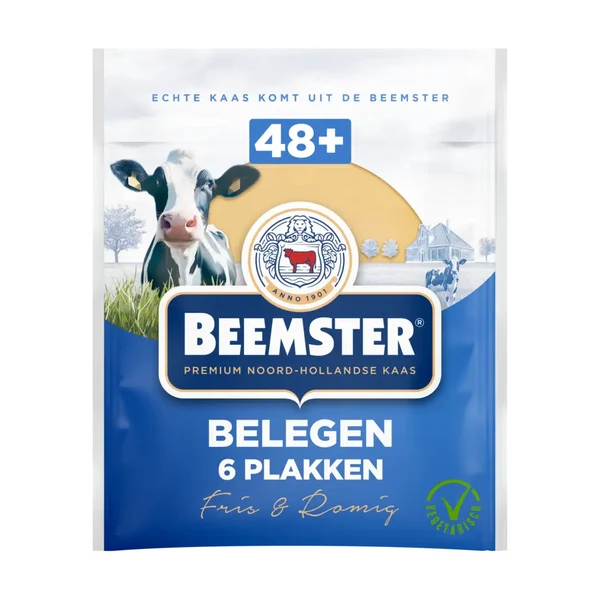 ECHTE KAAS KOMT UIT DE BEEMSTER
48+
ANNO 1901
BEEMSTER®
PREMIUM NOORD-HOLLANDSE KAAS
BELEGEN
6 PLAKKEN
Fris & Romig
VEGETARISCH